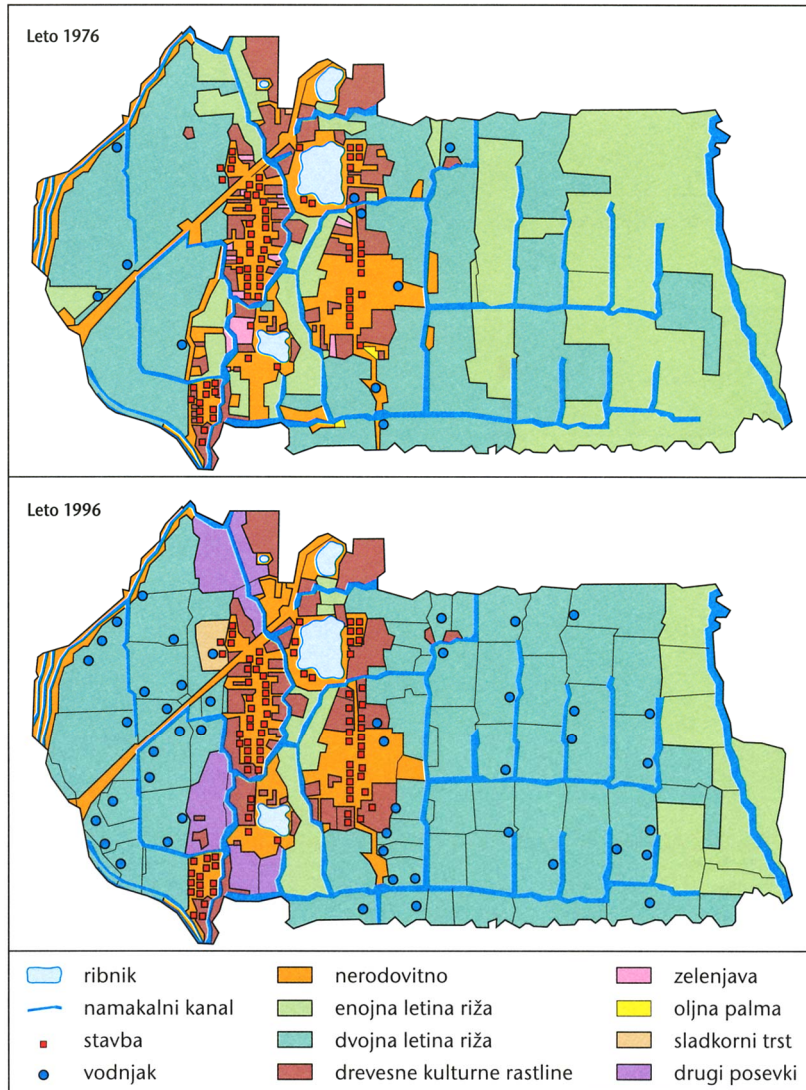 Leto 1976
Leto 1996
ribnik
namakalni kanal
stavba
vodnjak
nerodovitno
enojna letina riža
dvojna letina riža
drevesne kulturne rastline
zelenjava
oljna palma
sladkorni trst
drugi posevki